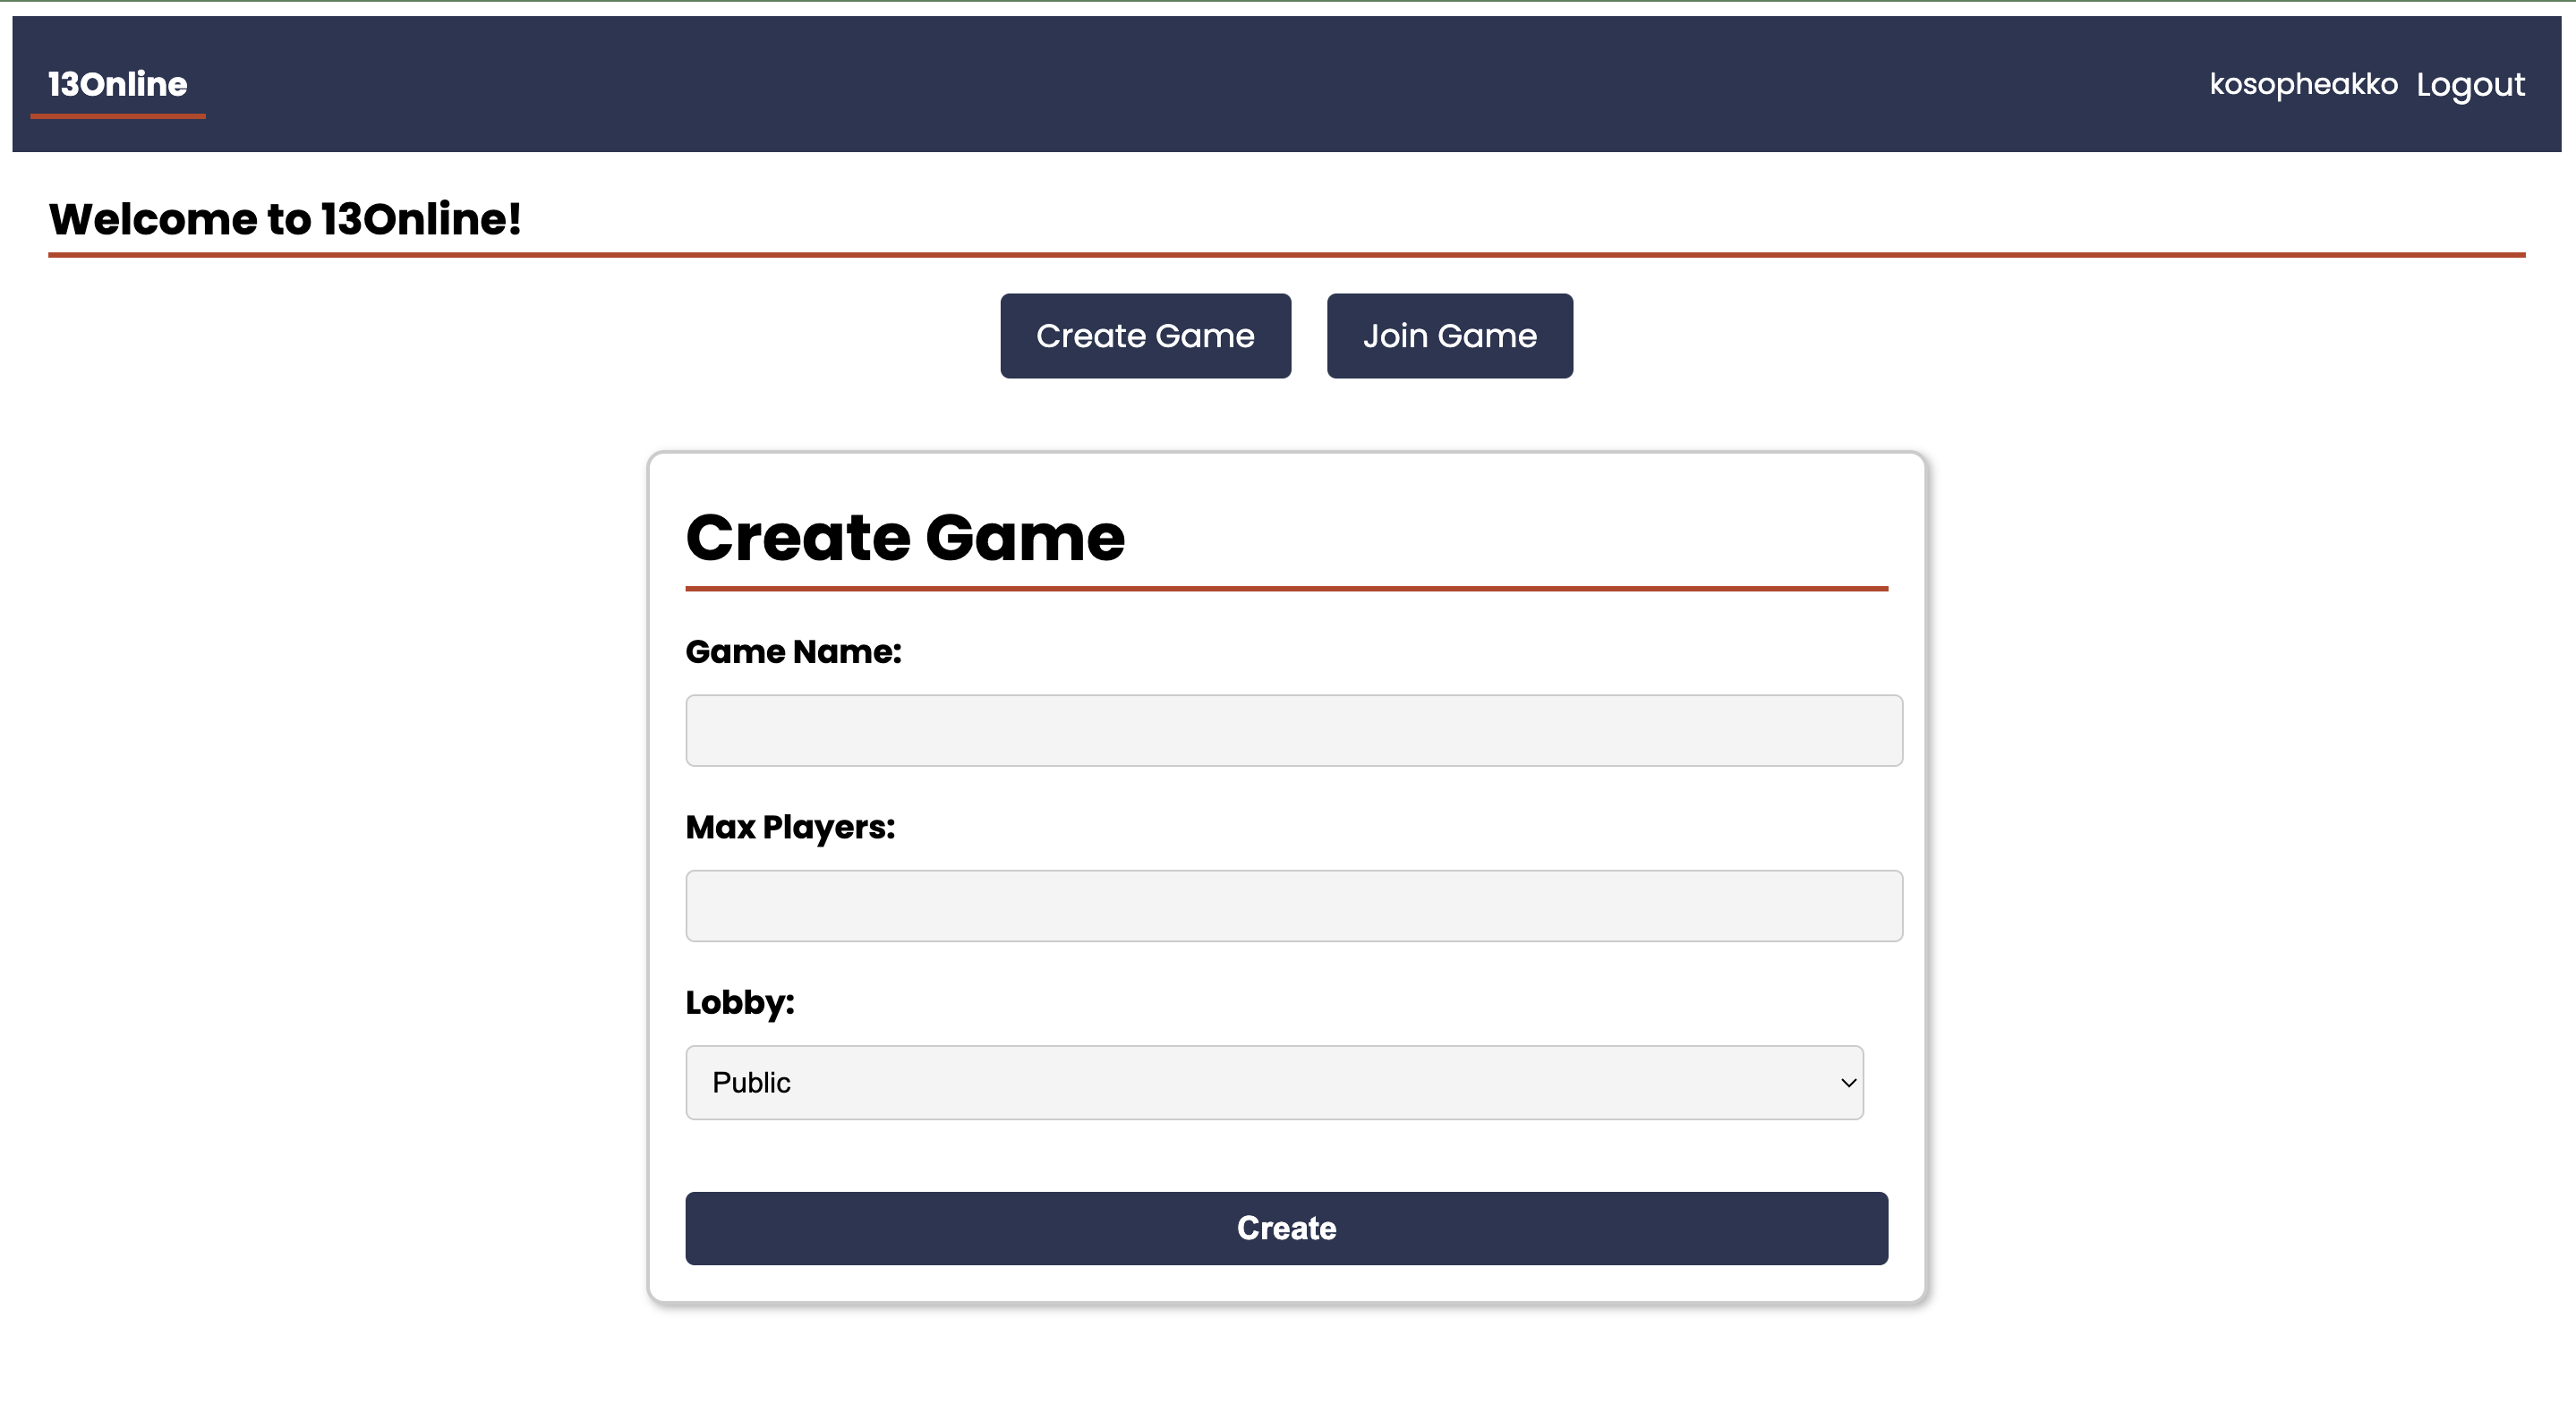 13Online
kosopheakko Logout
Welcome to 13Online!
Create Game Join Game
Create Game
Game Name:
Max Players:
Lobby:
Public
Create